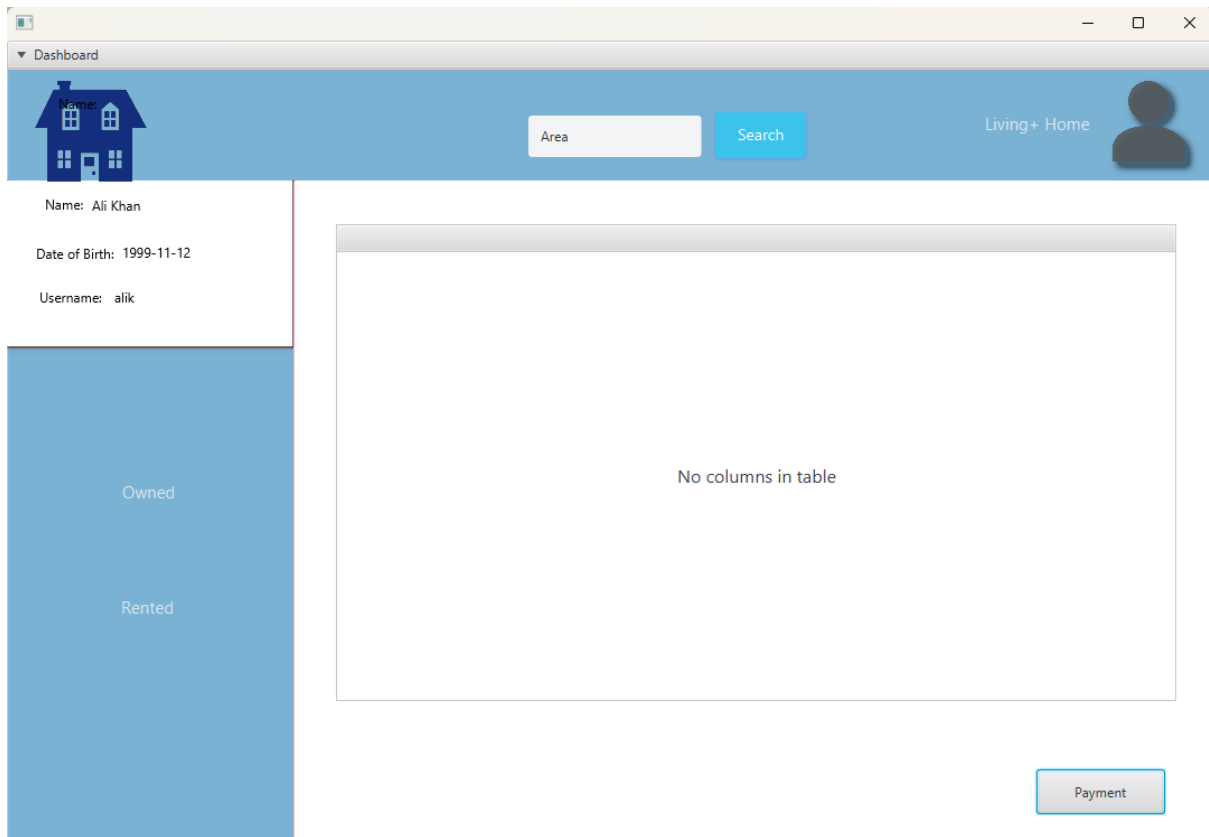 Dashboard
Name:
Area
Search
Living+ Home
Name: Ali Khan
Date of Birth: 1999-11-12
Username: alik
No columns in table
Owned
Rented
Payment